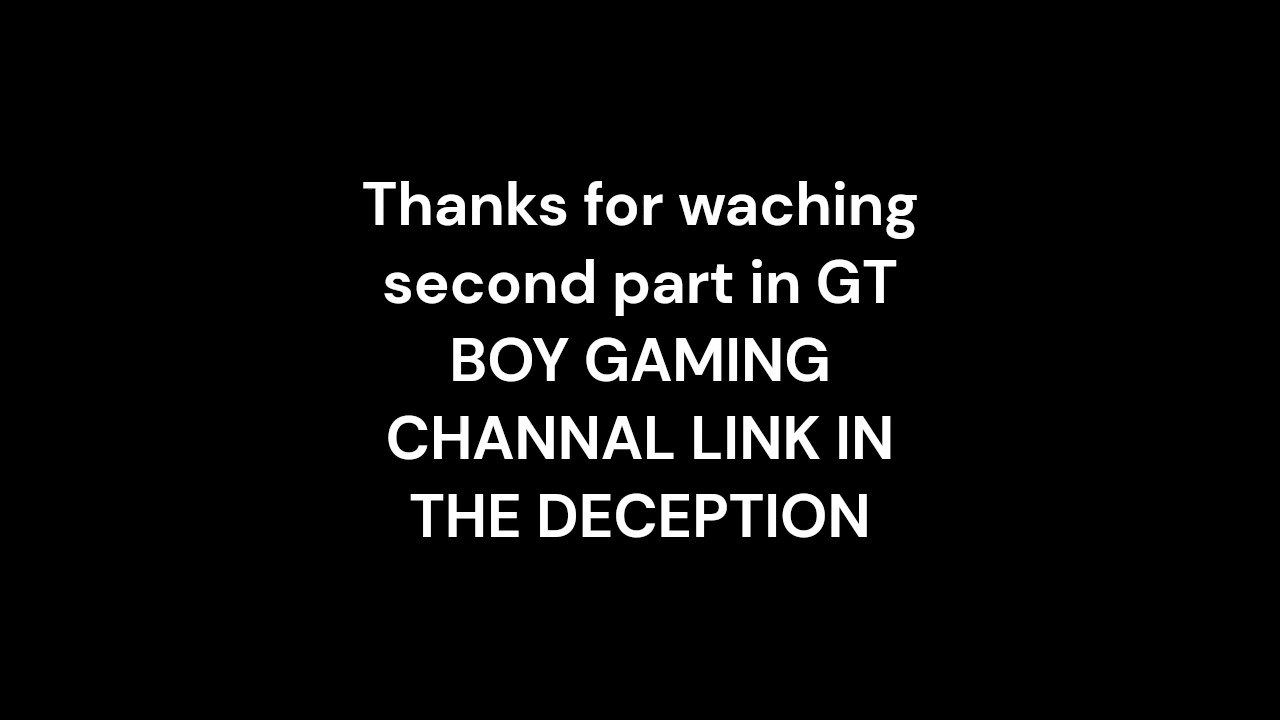 Thanks for waching
second part in GT
BOY GAMING
CHANNAL LINK IN
THE DECEPTION